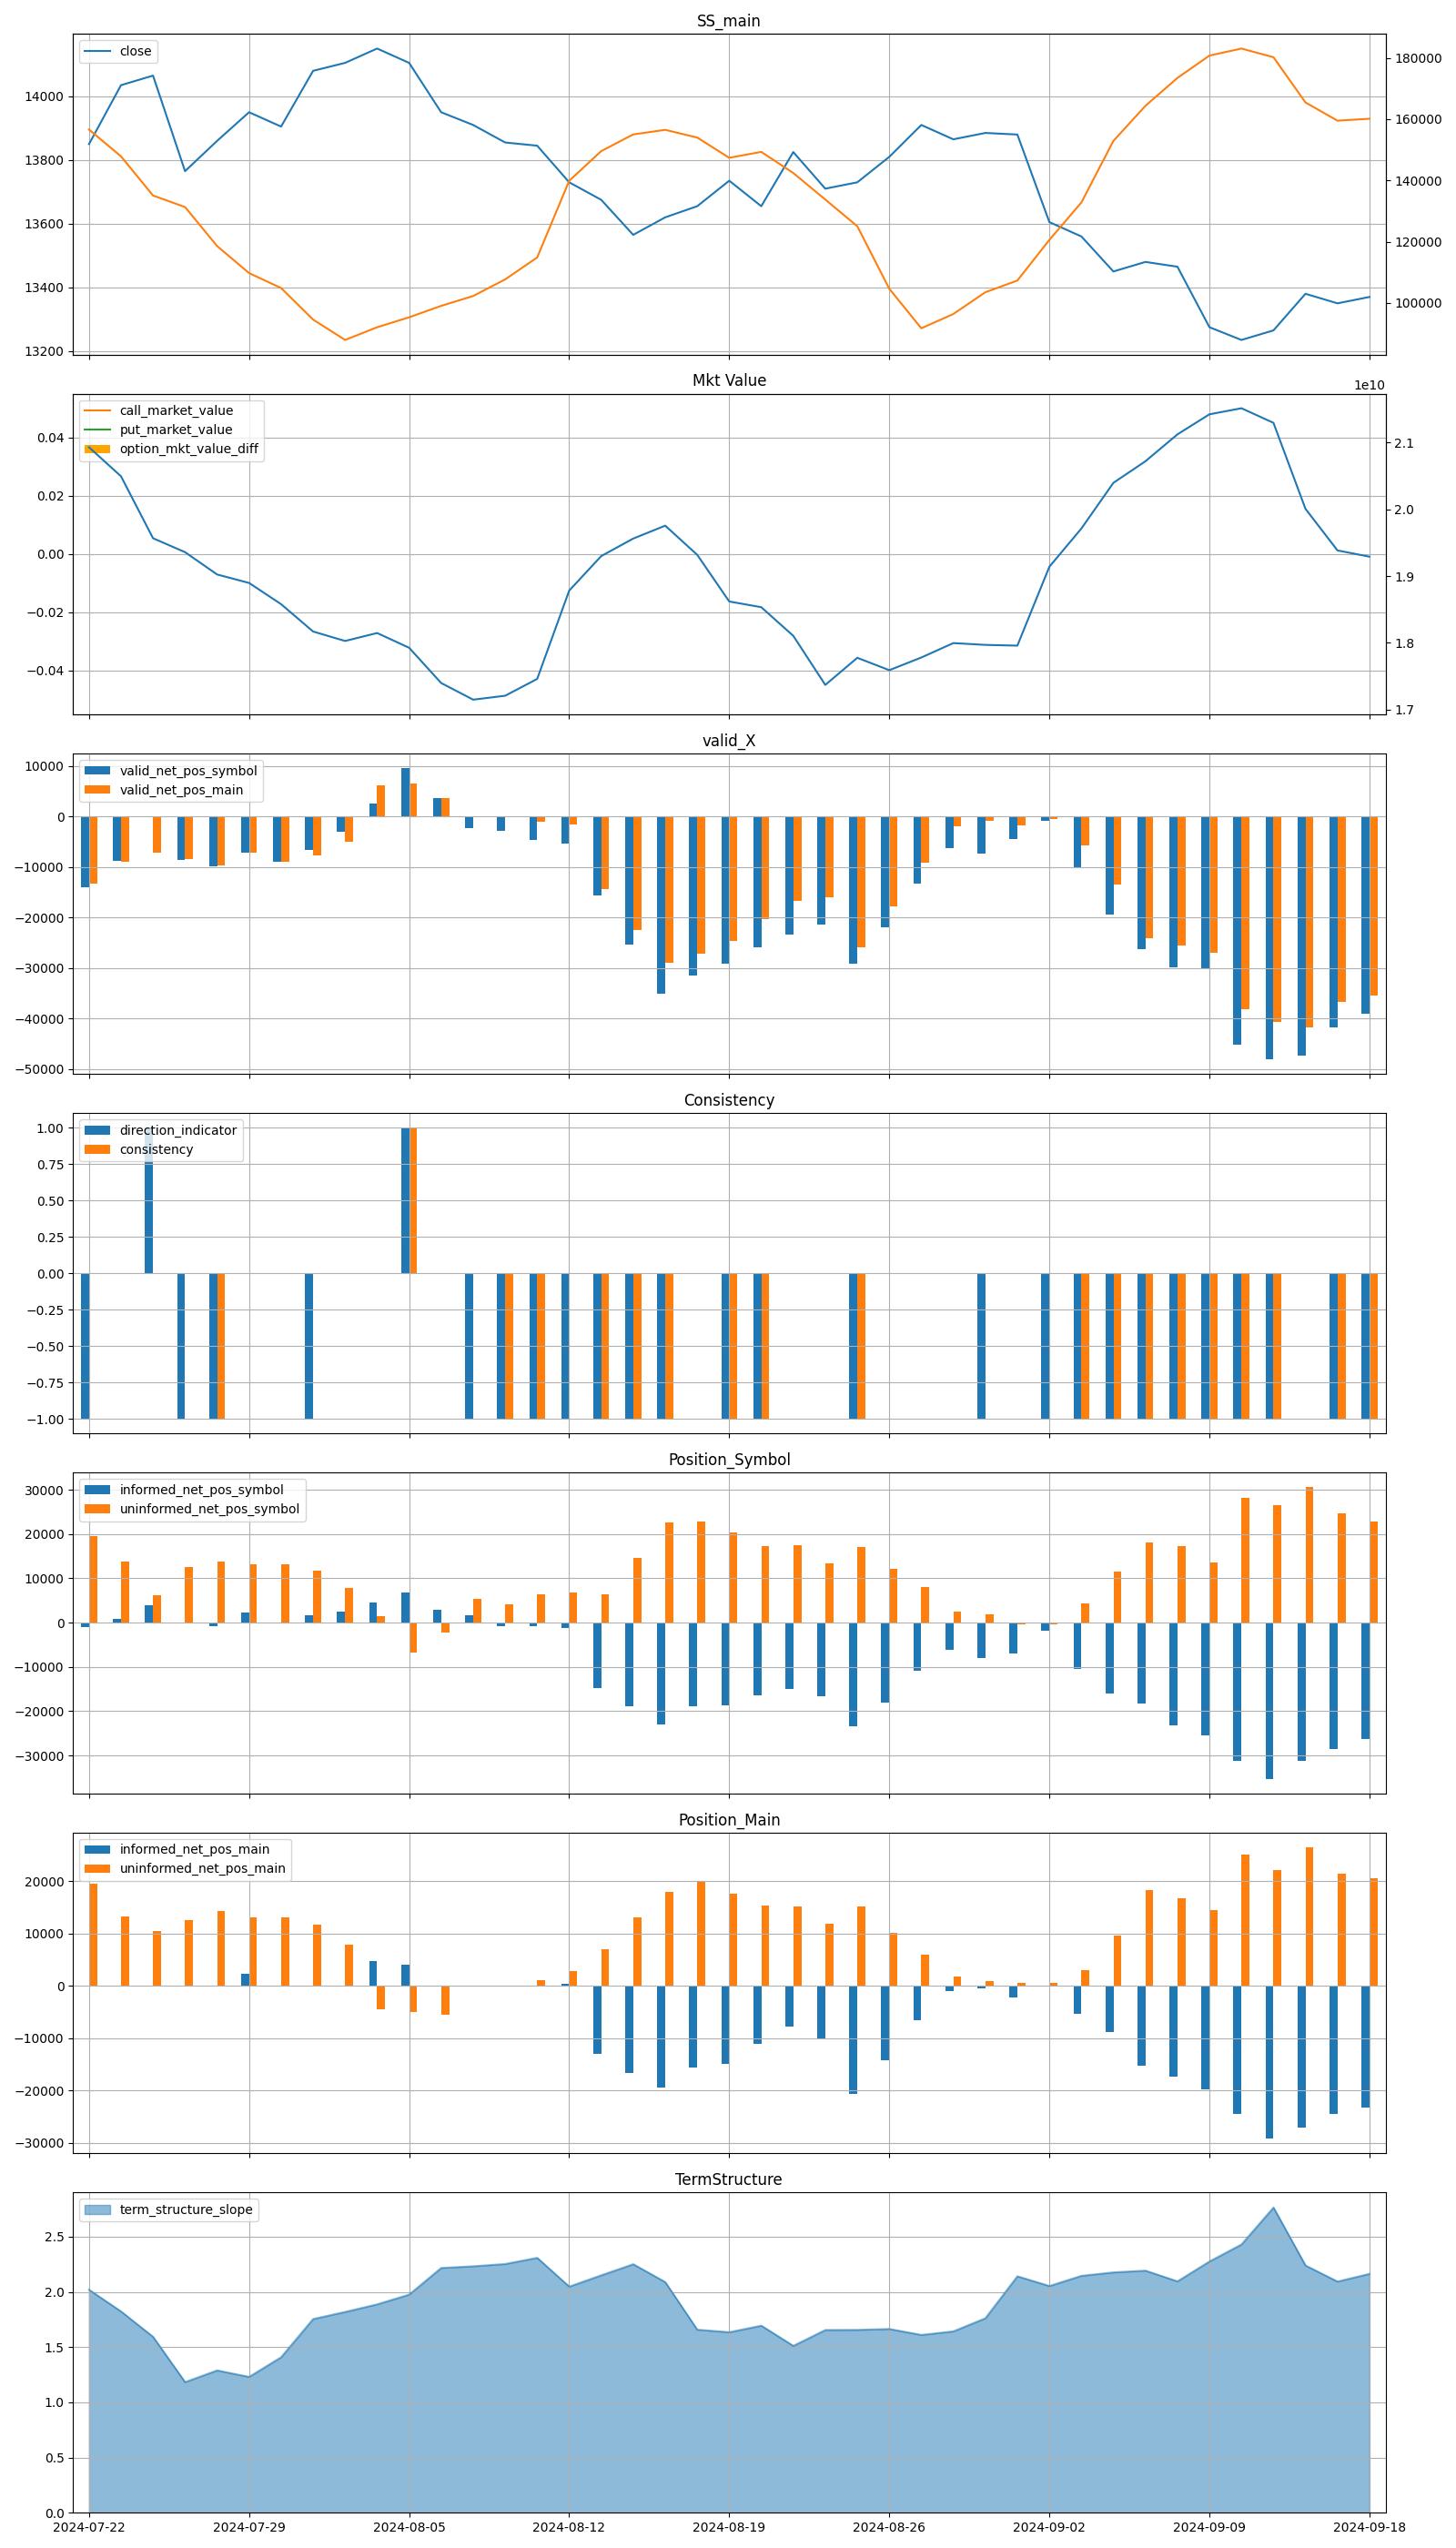 SS_main
close
14000
13800
13600
13400
13200
180000
160000
140000
120000
100000
Mkt Value
1e10
call_market_value
put_market_value
option_mkt_value_diff
0.04
0.02
0.00
−0.02
−0.04
2.1
2.0
1.9
1.8
1.7
valid_X
valid_net_pos_symbol
valid_net_pos_main
10000
0
−10000
−20000
−30000
−40000
−50000
Consistency
direction_indicator
consistency
1.00
0.75
0.50
0.25
0.00
−0.25
−0.50
−0.75
−1.00
Position_Symbol
informed_net_pos_symbol
uninformed_net_pos_symbol
30000
20000
10000
0
−10000
−20000
−30000
Position_Main
informed_net_pos_main
uninformed_net_pos_main
20000
10000
0
−10000
−20000
−30000
TermStructure
term_structure_slope
2.5
2.0
1.5
1.0
0.5
0.0
2024-07-22 2024-07-29 2024-08-05 2024-08-12 2024-08-19 2024-08-26 2024-09-02 2024-09-09 2024-09-18